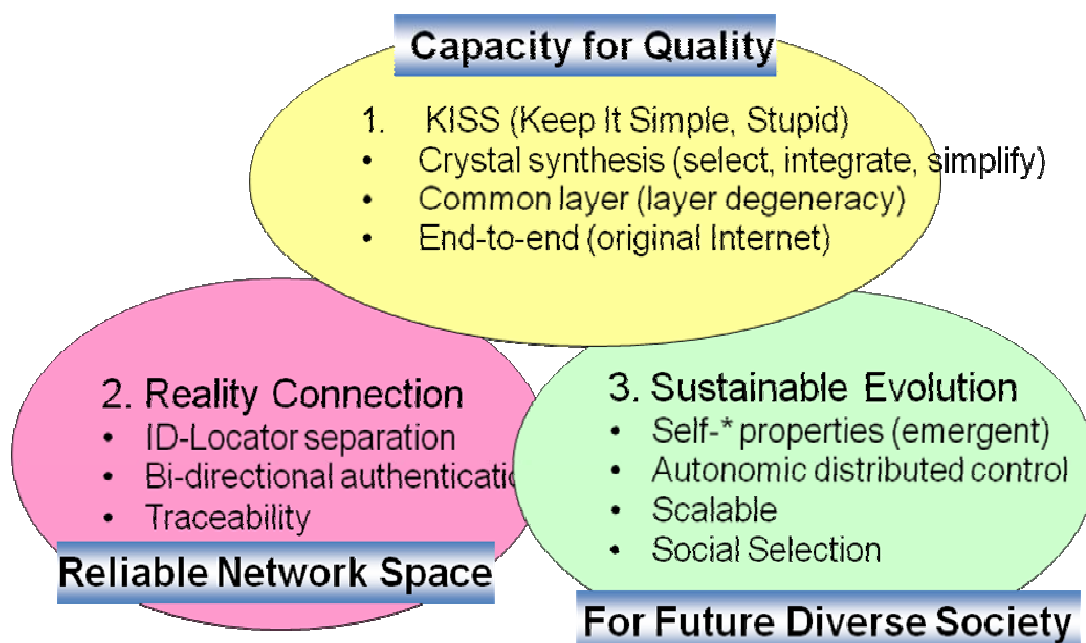 Capacity for Quality
1. KISS (Keep It Simple, Stupid)
• Crystal synthesis (select, integrate, simplify)
• Common layer (layer degeneracy)
• End-to-end (original Internet)
2. Reality Connection
• ID-Locator separation
• Bi-directional authenticatio
• Traceability
Reliable Network Space
3. Sustainable Evolution
• Self-* properties (emergent)
• Autonomic distributed control
• Scalable
• Social Selection
For Future Diverse Society